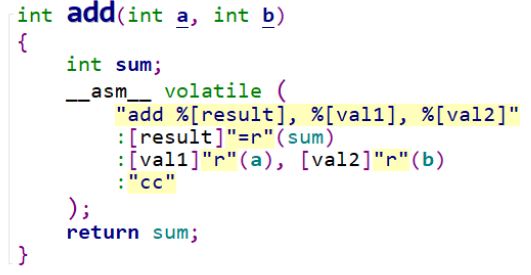 int add(int a, int b)
{
    int sum;
    __asm__ volatile (
        "add %[result], %[val1], %[val2]"
        :[result]"=r"(sum)
        :[val1]"r"(a), [val2]"r"(b)
        :"cc"
    );
    return sum;
}